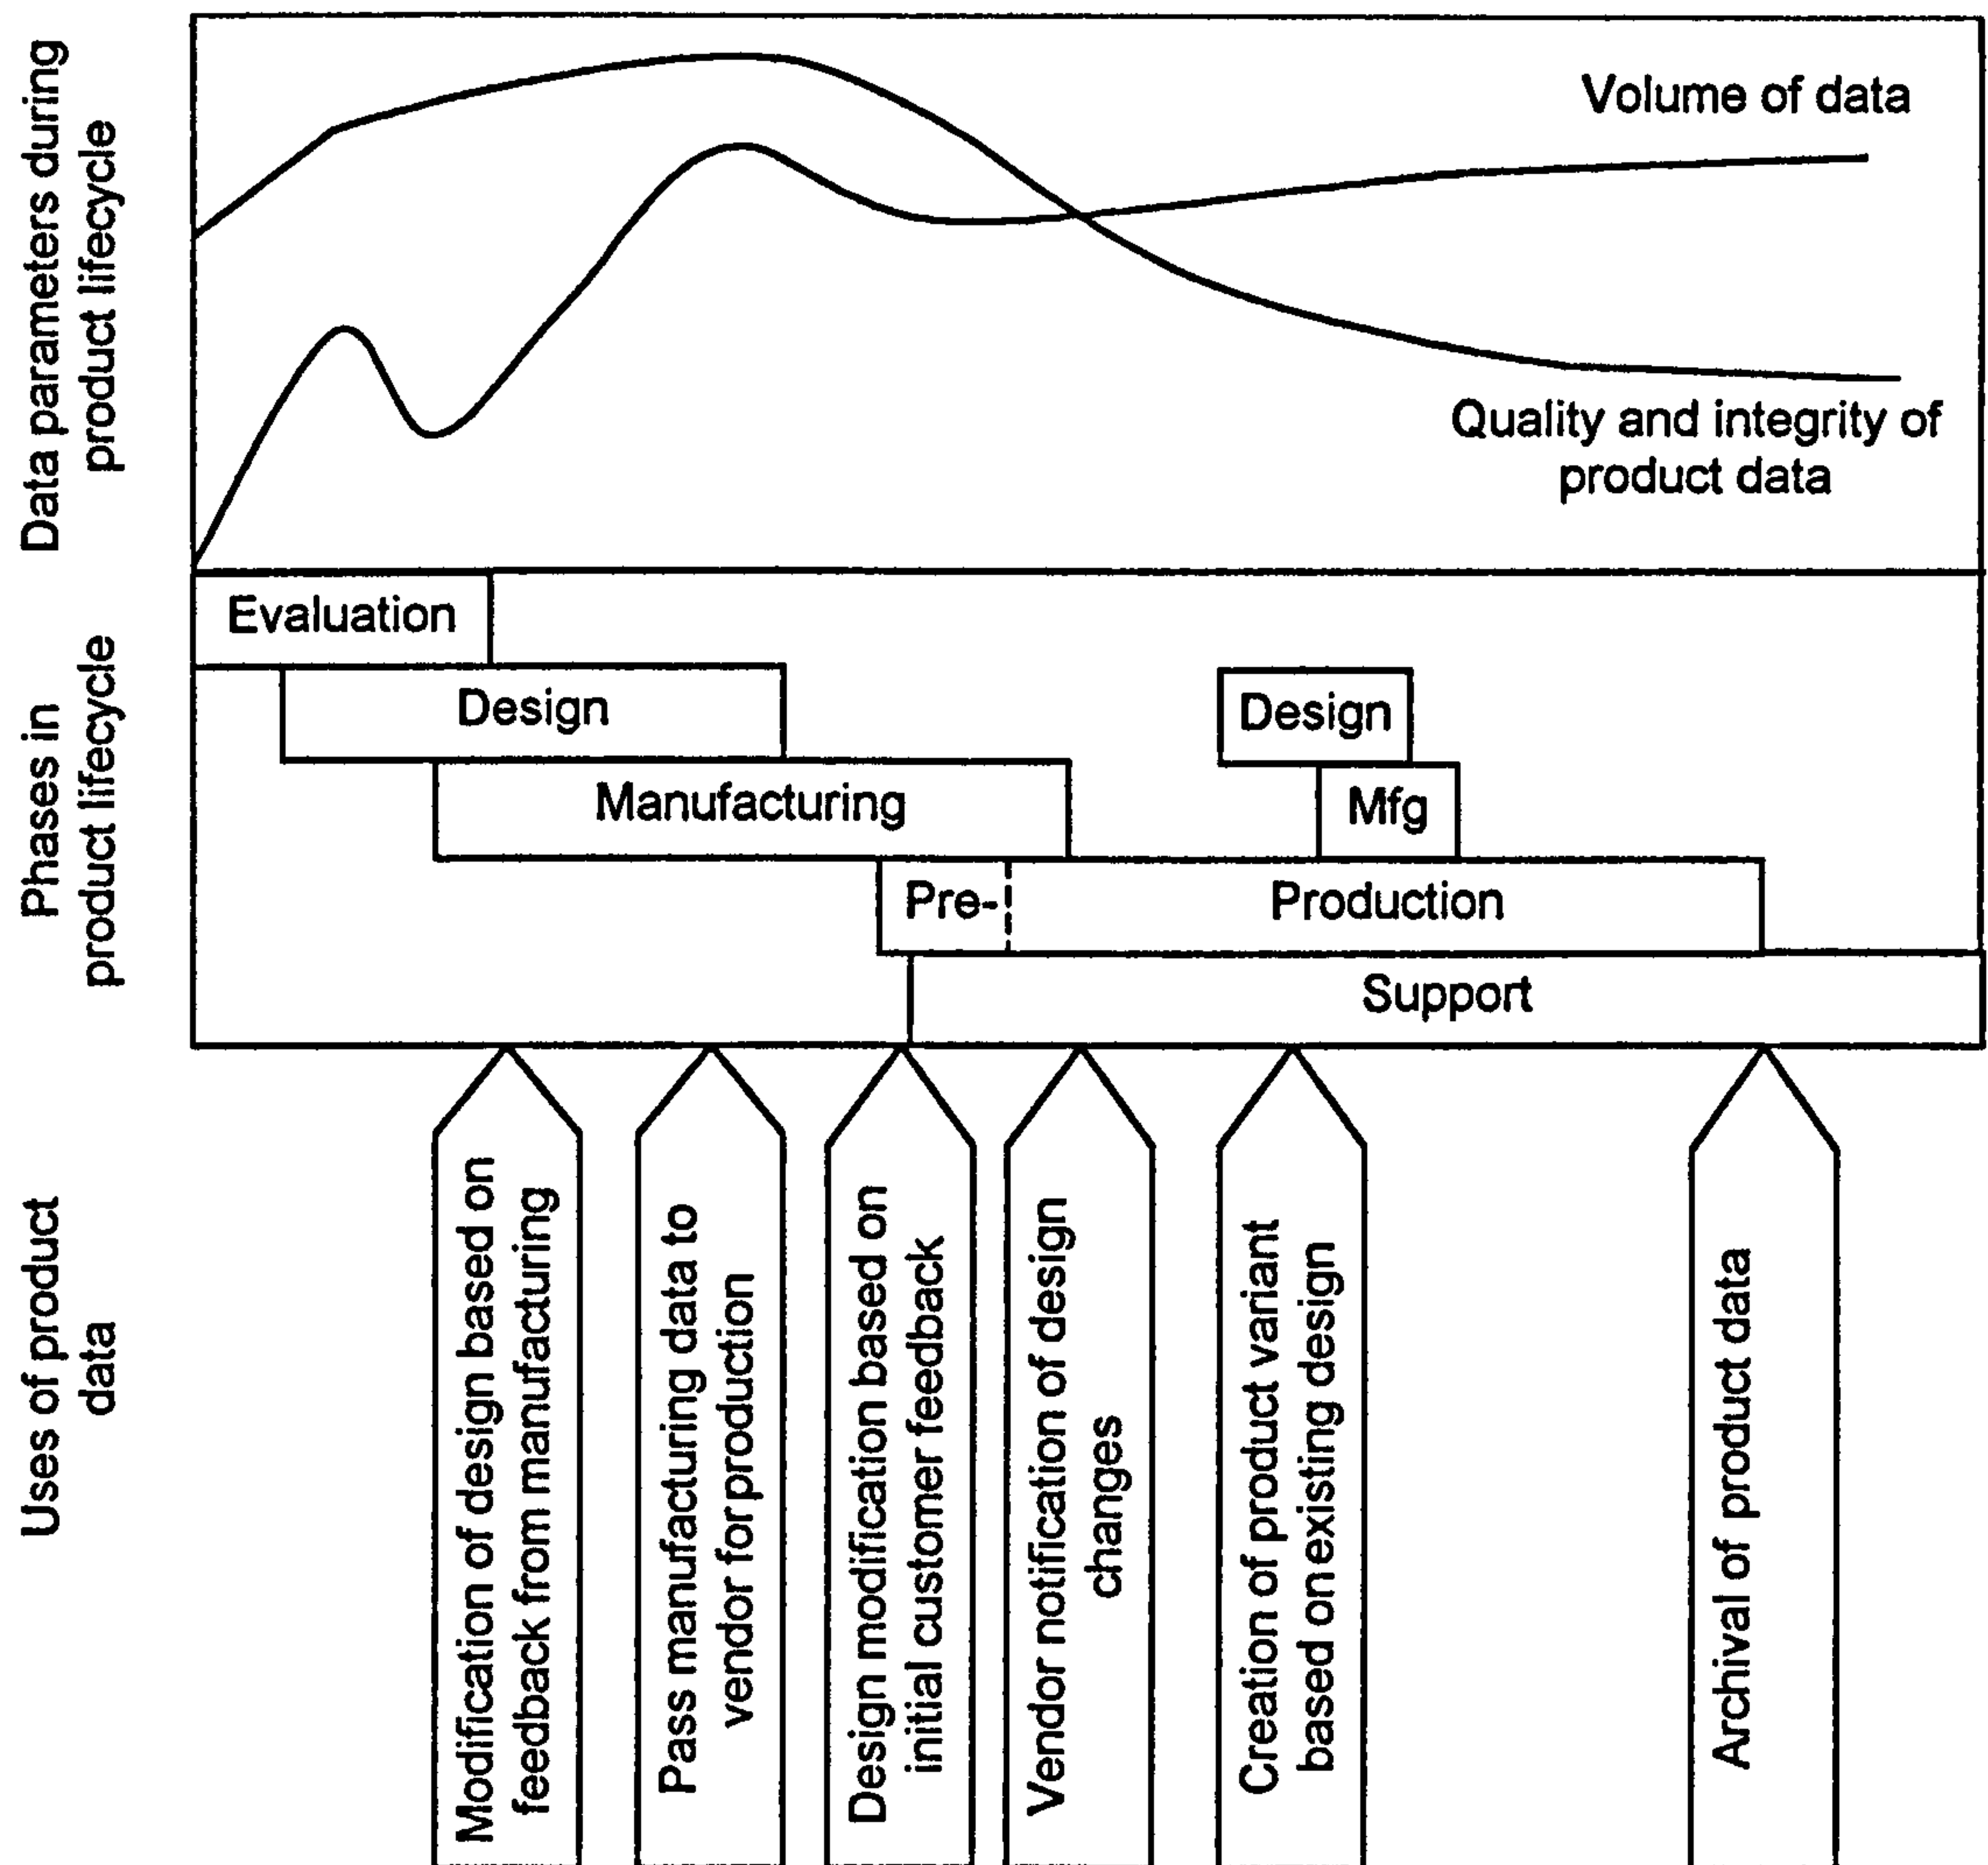 Data parameters during
product lifecycle
Volume of data
Quality and integrity of
product data
Phases in
product lifecycle
Evaluation
Design
Design
Manufacturing
Mfg
Pre-
Production
Support
Uses of product
data
Modification of design based on
feedback from manufacturing
Pass manufacturing data to
vendor for production
Design modification based on
initial customer feedback
Vendor notification of design
changes
Creation of product variant
based on existing design
Archival of product data